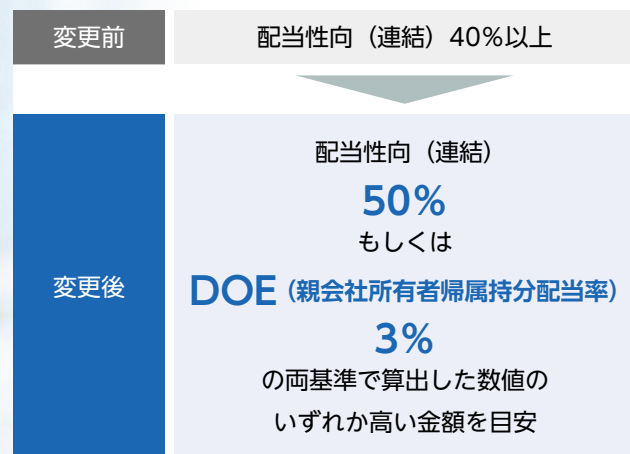 変更前
配当性向（連結）40％以上
変更後
配当性向（連結）
50％
もしくは
DOE（親会社所有者帰属持分配当率）
3％
の両基準で算出した数値の
いずれか高い金額を目安